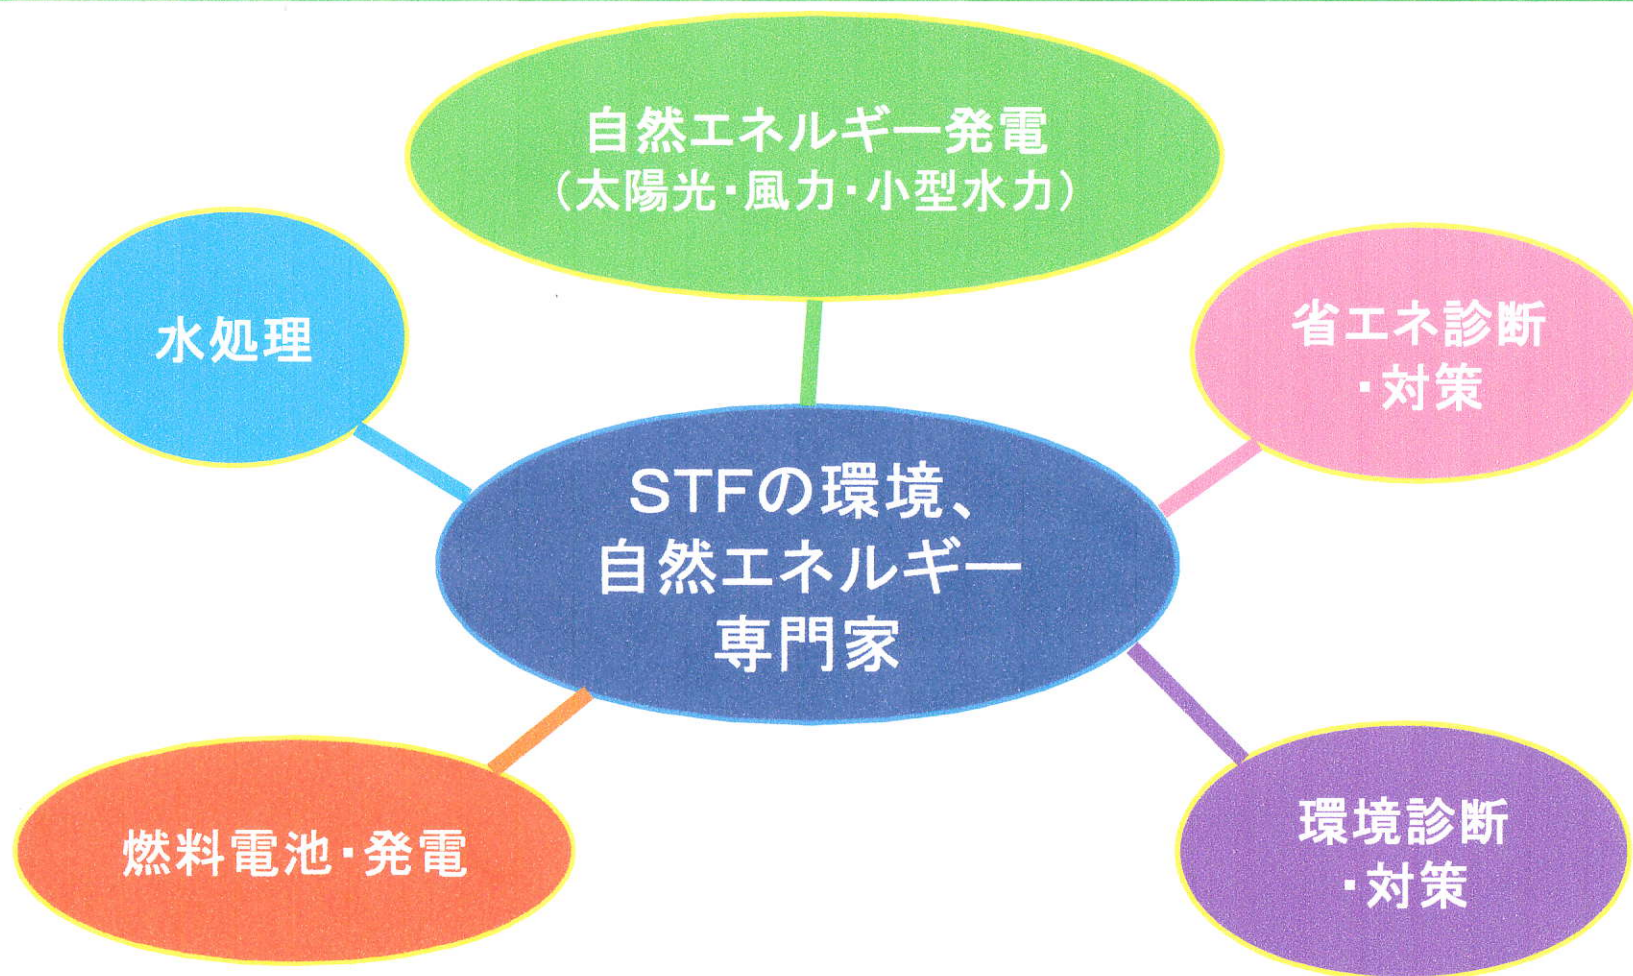 自然エネルギー発電
（太陽光・風力・小型水力）
水処理
省エネ診断
・対策
STFの環境、
自然エネルギー
専門家
燃料電池・発電
環境診断
・対策